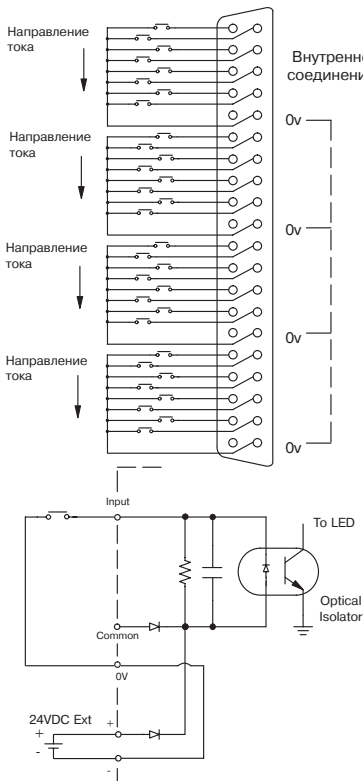 Направление
тока
Внутренн
соединени
0v
Направление
тока
0v
Направление
тока
0v
Направление
тока
0v
Input
To LED
Optical
Isolator
Common
0V
24VDC Ext
+
+
-
-